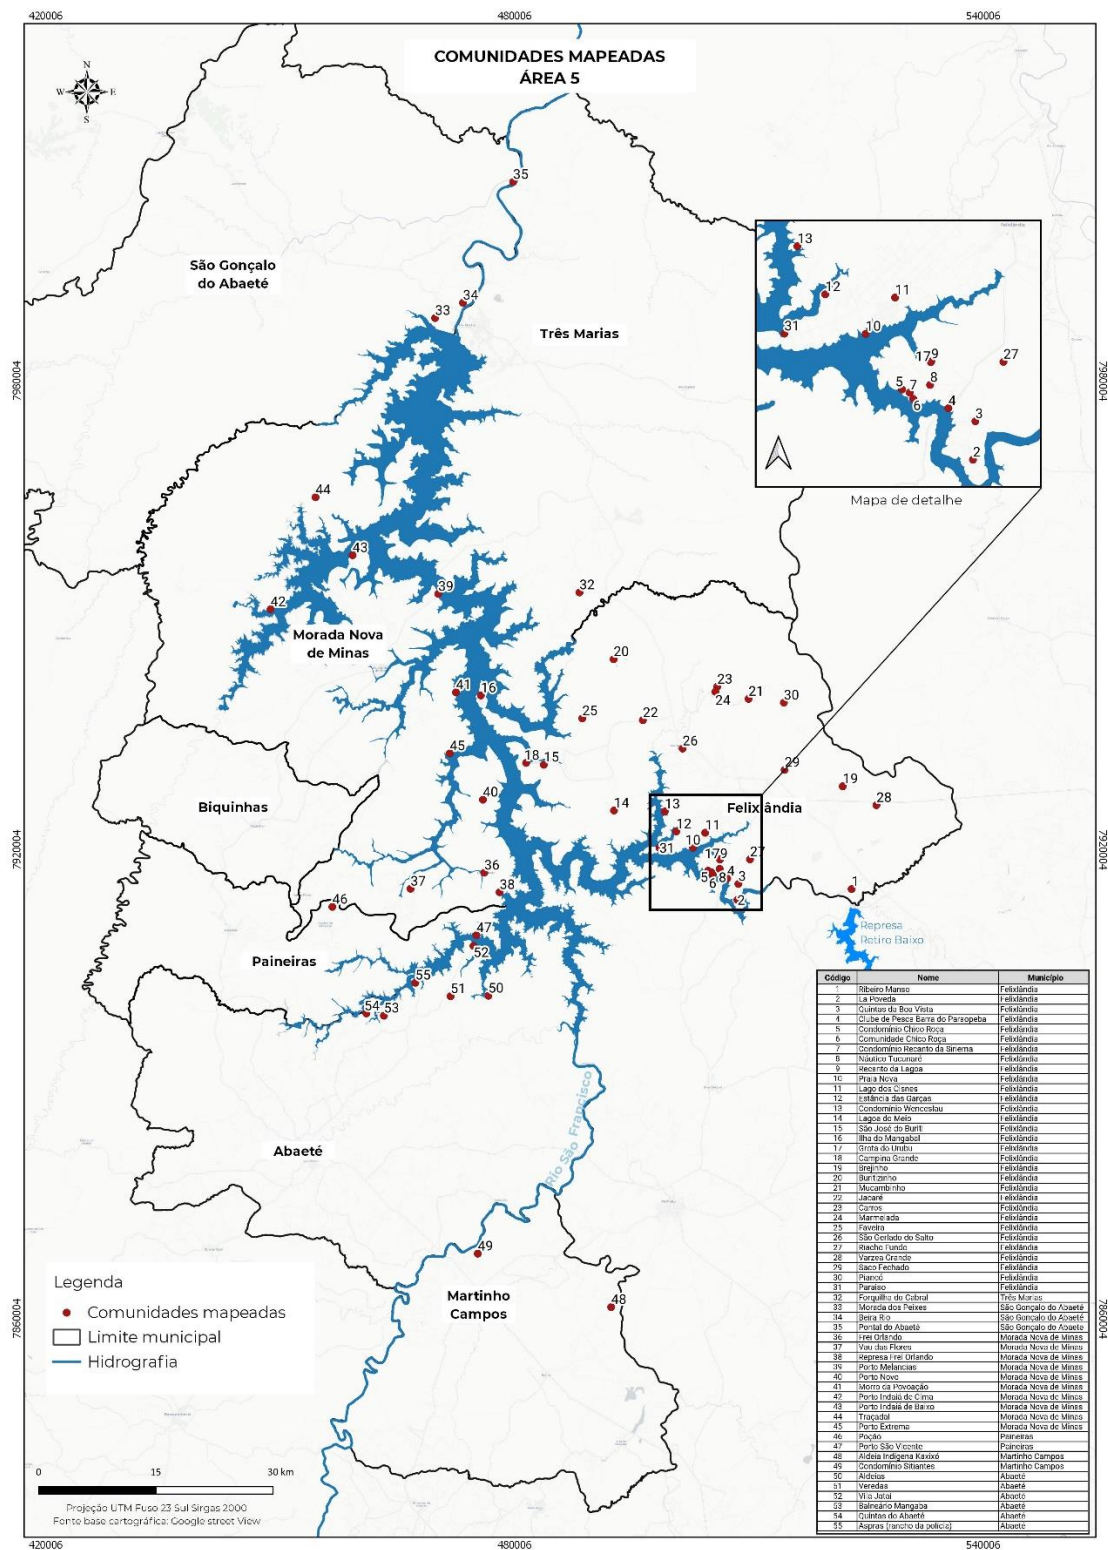 420006 480006 540006
COMUNIDADES MAPEADAS
ÁREA 5
N
W E
S
35
São Gonçalo
do Abaeté
34
33
Três Marias
13
12
11
31
10
17 9
27
5 7 8
6 4
3
2
Mapa de detalhe
7980004 7980004
44
43
42
39
32
Morada Nova
de Minas
20
41 16
23
24
21
30
25
22
26
45
18 15
29
19
28
40
14
Biquinhas
Felixlândia
13
12 11
31 10
17 9
27
5 6 8 4 3
2
7920004 7920004
36
37
38
1
46
Represa
Retiro Baixo
47
52
Paineiras
55
51 50
54 53
Rio São Francisco
Abaeté
49
Martinho
Campos
48
7860004 7860004
Código Nome Município
1 Ribeiro Manso Felixlândia
2 La Poveda Felixlândia
3 Quintas da Boa Vista Felixlândia
4 Clube de Pesca Barra do Paraopeba Felixlândia
5 Condomínio Chico Roça Felixlândia
6 Comunidade Chico Roça Felixlândia
7 Condomínio Recanto da Siriema Felixlândia
8 Náutico Tucunaré Felixlândia
9 Recanto da Lagoa Felixlândia
10 Praia Nova Felixlândia
11 Lago dos Cisnes Felixlândia
12 Estância das Garças Felixlândia
13 Condomínio Wenceslau Felixlândia
14 Lagoa do Meio Felixlândia
15 São José do Buriti Felixlândia
16 Ilha do Mangabal Felixlândia
17 Grota do Urubu Felixlândia
18 Campina Grande Felixlândia
19 Brejinho Felixlândia
20 Buritizinho Felixlândia
21 Mucambinho Felixlândia
22 Jacaré Felixlândia
23 Carros Felixlândia
24 Marmelada Felixlândia
25 Faveira Felixlândia
26 São Gerlado do Salto Felixlândia
27 Riacho Fundo Felixlândia
28 Varzea Grande Felixlândia
29 Saco Fechado Felixlândia
30 Piancó Felixlândia
31 Paraíso Felixlândia
32 Forquilha do Cabral Três Marias
33 Morada dos Peixes São Gonçalo do Abaeté
34 Beira Rio São Gonçalo do Abaeté
35 Pontal do Abaeté São Gonçalo do Abaeté
36 Frei Orlando Morada Nova de Minas
37 Vau das Flores Morada Nova de Minas
38 Represa Frei Orlando Morada Nova de Minas
39 Porto Melancias Morada Nova de Minas
40 Porto Novo Morada Nova de Minas
41 Morro da Povoação Morada Nova de Minas
42 Porto Indaiá de Cima Morada Nova de Minas
43 Porto Indaiá de Baixo Morada Nova de Minas
44 Traçadal Morada Nova de Minas
45 Porto Extrema Morada Nova de Minas
46 Poção Paineiras
47 Porto São Vicente Paineiras
48 Aldeia Indígena Kaxixó Martinho Campos
49 Condomínio Sitiantes Martinho Campos
50 Aldeias Abaeté
51 Veredas Abaeté
52 Vila Jataí Abaeté
53 Balneário Mangaba Abaeté
54 Quintas do Abaeté Abaeté
55 Aspras (rancho da polícia) Abaeté
Legenda
Comunidades mapeadas
Limite municipal
Hidrografia
0 15 30 km
Projeção UTM Fuso 23 Sul Sirgas 2000
Fonte base cartográfica: Google street View
420006 480006 540006